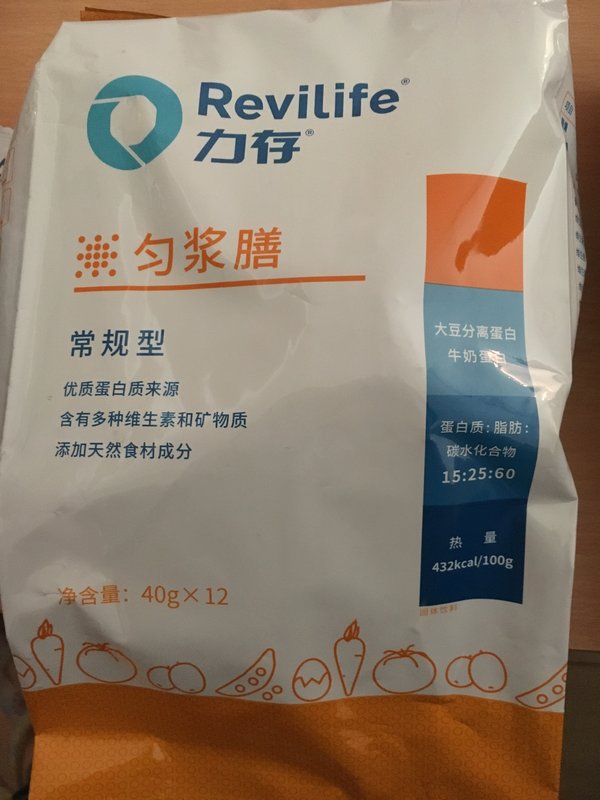 Revilife®
力存®
匀浆膳
常规型
优质蛋白质来源
含有多种维生素和矿物质
添加天然食材成分
大豆分离蛋白
牛奶蛋白
蛋白质:脂肪:
碳水化合物
15:25:60
热 量
432kcal/100g
净含量: 40g×12
固体饮料